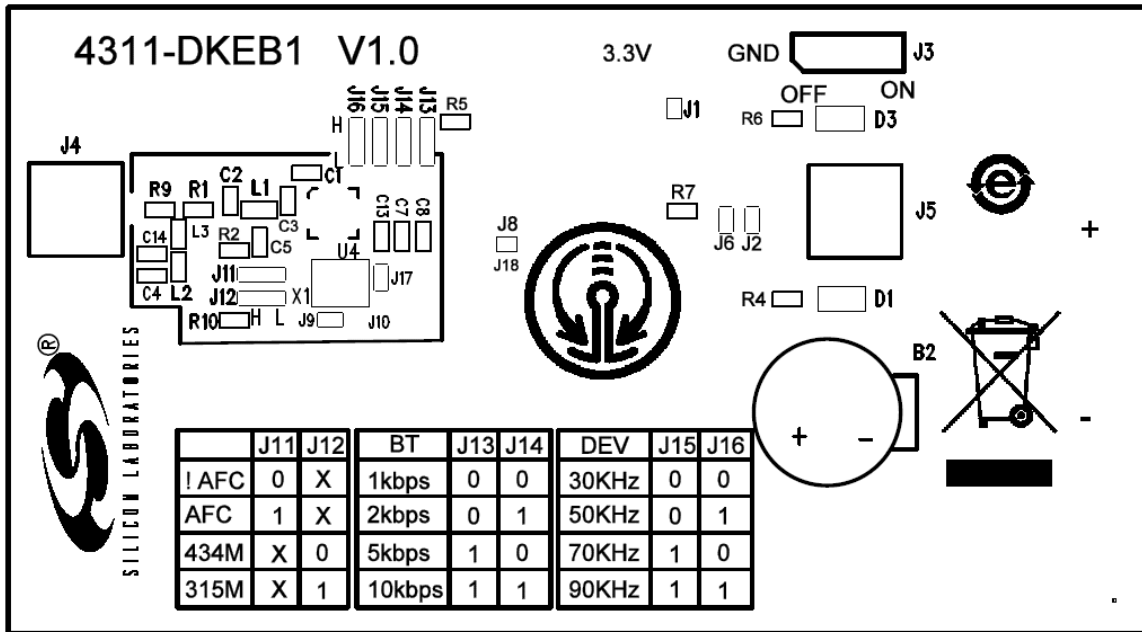 4311-DKEB1 V1.0
3.3V
GND
J3
OFF
ON
J16
J15
J14
J13
H
L
R5
J1
R6
D3
J4
R9
R1
C2
L1
C3
C1
U4
C13
C7
C8
L3
C14
C4
L2
R2
C5
J11
J12
X1
R10
H L
J9
J17
J10
J8
J18
R7
J6
J2
J5
e
+
R4
D1
B2
+ -
-
®
SILICON LABORATORIES
J11 J12
! AFC 0 X
AFC 1 X
434M X 0
315M X 1
BT J13 J14
1kbps 0 0
2kbps 0 1
5kbps 1 0
10kbps 1 1
DEV J15 J16
30KHz 0 0
50KHz 0 1
70KHz 1 0
90KHz 1 1